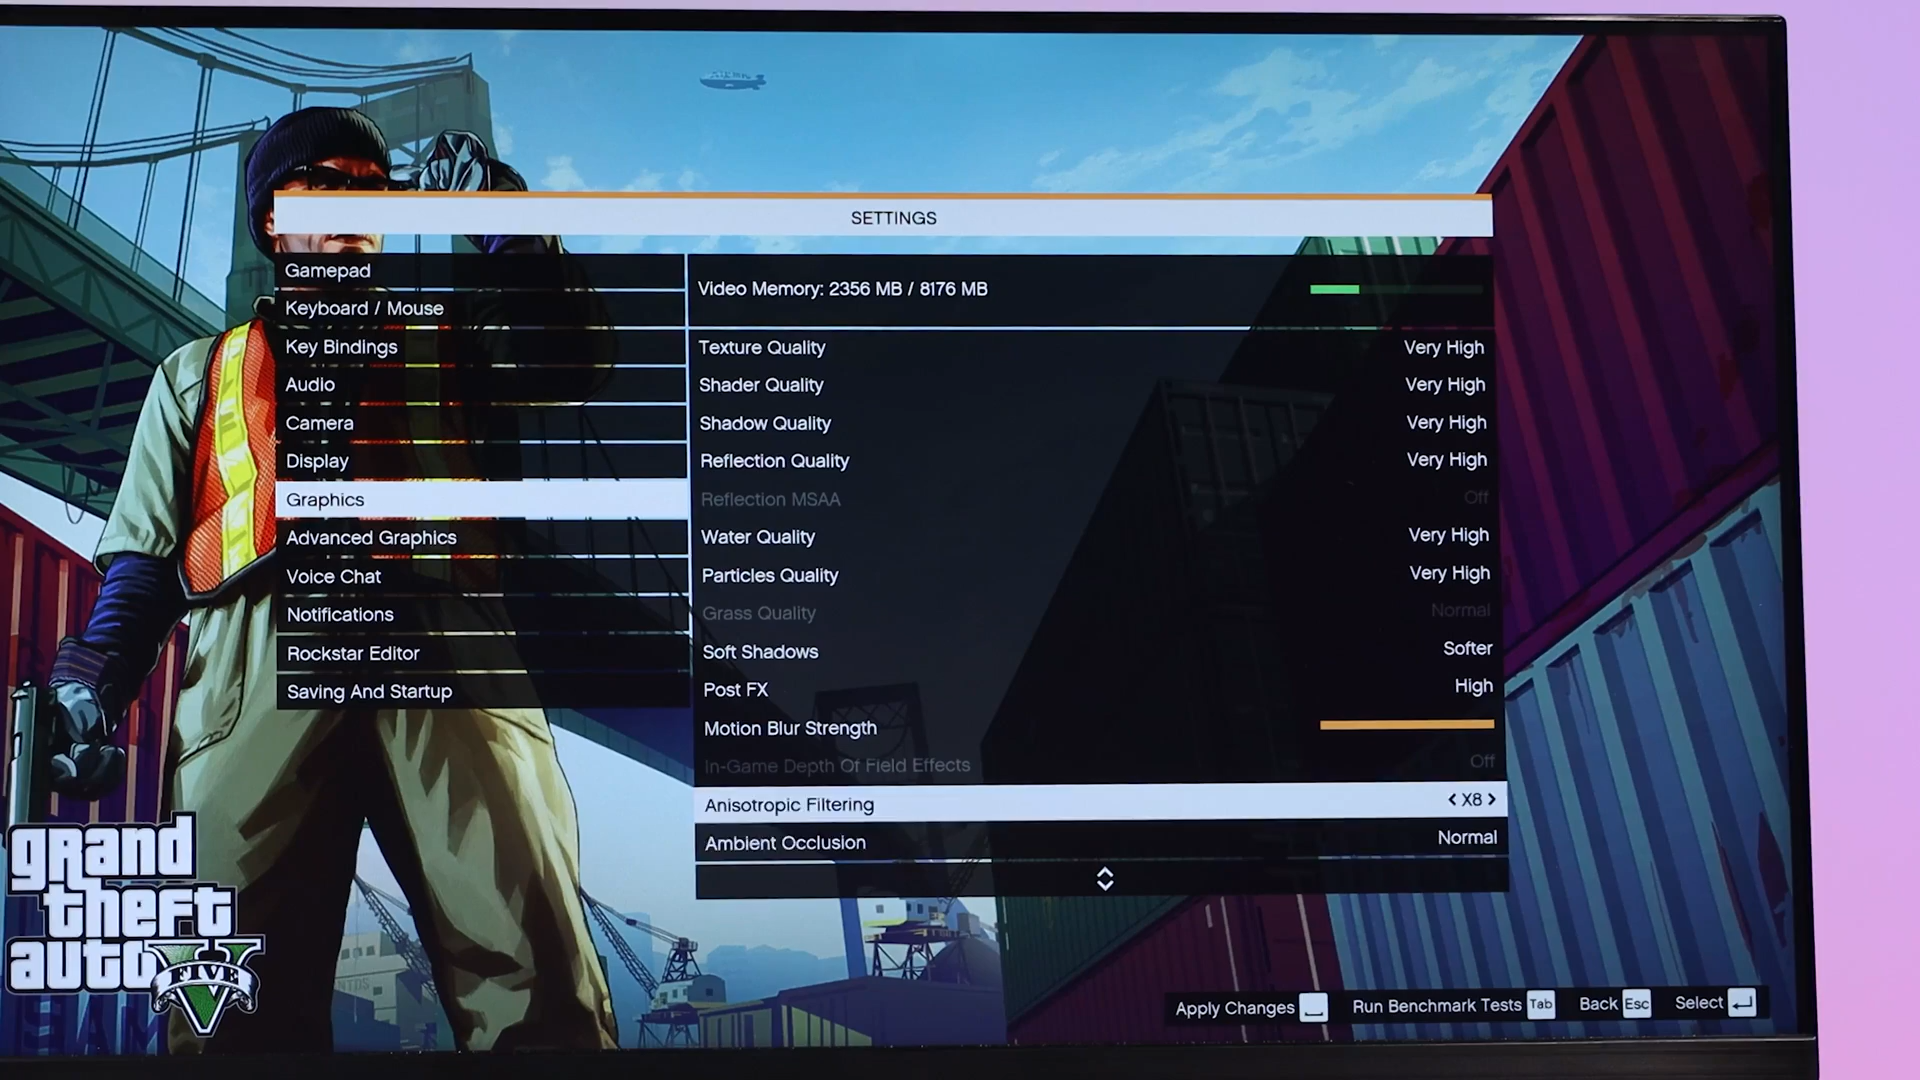 SETTINGS
Gamepad
Keyboard / Mouse
Key Bindings
Audio
Camera
Display
Graphics
Advanced Graphics
Voice Chat
Notifications
Rockstar Editor
Saving And Startup
Video Memory: 2356 MB / 8176 MB
Texture Quality Very High
Shader Quality Very High
Shadow Quality Very High
Reflection Quality Very High
Reflection MSAA Off
Water Quality Very High
Particles Quality Very High
Grass Quality Normal
Soft Shadows Softer
Post FX High
Motion Blur Strength
In-Game Depth Of Field Effects Off
Anisotropic Filtering < X8 >
Ambient Occlusion Normal
grand
theft
auto
FIVE
Apply Changes Run Benchmark Tests Tab Back Esc Select